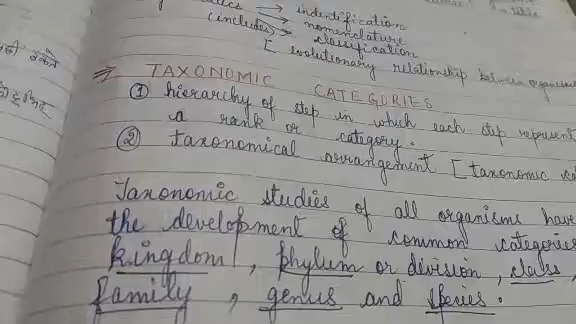 → indentification
(includes) → nomenclature
classification
[ evolutionary relationship between organisms
⇒ TAXONOMIC CATEGORIES
① hierarchy of step in which each step represent
a rank or category.
② taxonomical arrangement [ taxonomic
Taxonomic studies of all organisms have
the development of common categories
kingdom, phylum or division, class,
family, genus and species.